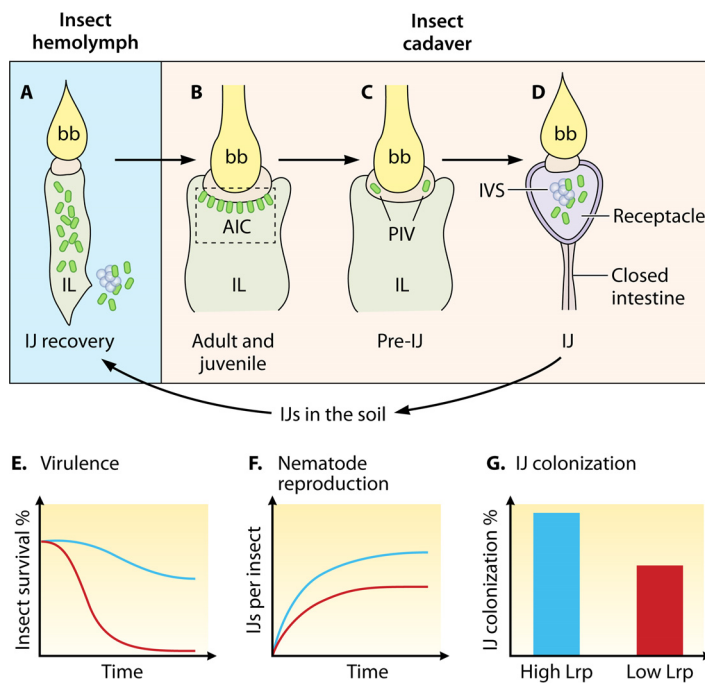 Insect
hemolymph
Insect
cadaver
A
B
C
D
bb
bb
bb
bb
IVS
Receptacle
AIC
PIV
IL
IL
IL
Closed
intestine
IJ recovery
Adult and
juvenile
Pre-IJ
IJ
IJs in the soil
E. Virulence
F. Nematode
reproduction
G. IJ colonization
Insect survival %
Time
IJs per insect
Time
IJ colonization %
High Lrp
Low Lrp